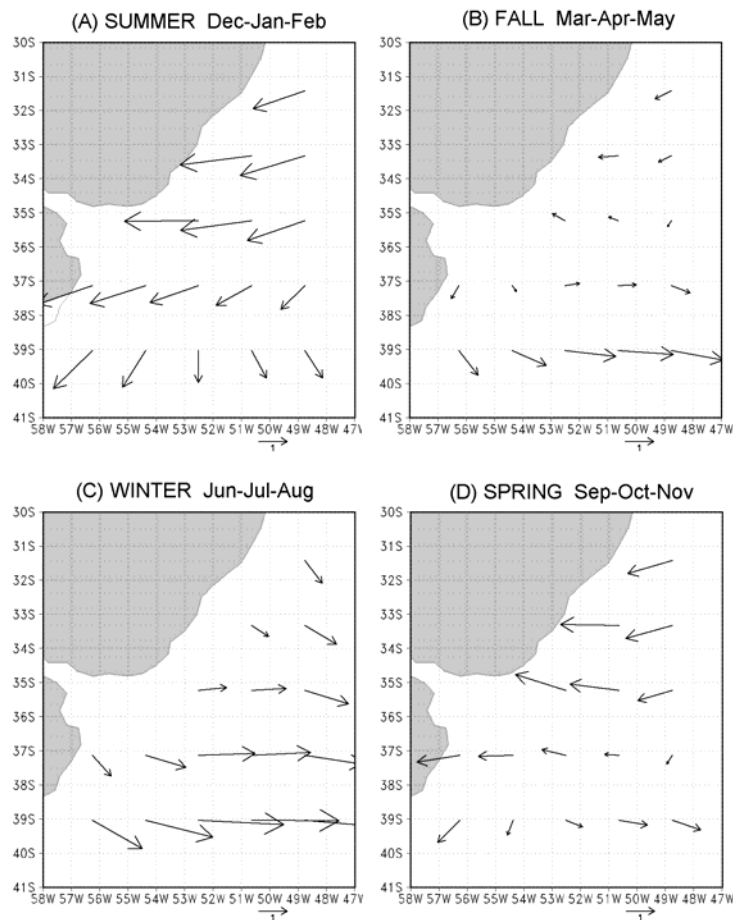 (A) SUMMER Dec-Jan-Feb
30S
31S
32S
33S
34S
35S
36S
37S
38S
39S
40S
41S
58W 57W 56W 55W 54W 53W 52W 51W 50W 49W 48W 47W
1
(B) FALL Mar-Apr-May
30S
31S
32S
33S
34S
35S
36S
37S
38S
39S
40S
41S
58W 57W 56W 55W 54W 53W 52W 51W 50W 49W 48W 47W
1
(C) WINTER Jun-Jul-Aug
30S
31S
32S
33S
34S
35S
36S
37S
38S
39S
40S
41S
58W 57W 56W 55W 54W 53W 52W 51W 50W 49W 48W 47W
1
(D) SPRING Sep-Oct-Nov
30S
31S
32S
33S
34S
35S
36S
37S
38S
39S
40S
41S
58W 57W 56W 55W 54W 53W 52W 51W 50W 49W 48W 47W
1